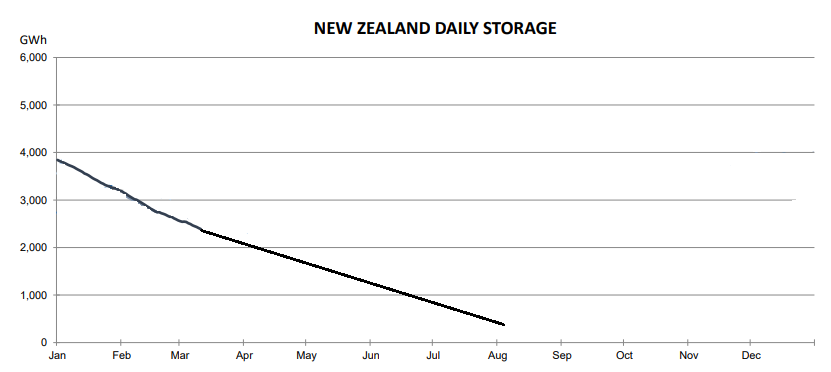 NEW ZEALAND DAILY STORAGE
GWh
6,000
5,000
4,000
3,000
2,000
1,000
0
Jan Feb Mar Apr May Jun Jul Aug Sep Oct Nov Dec